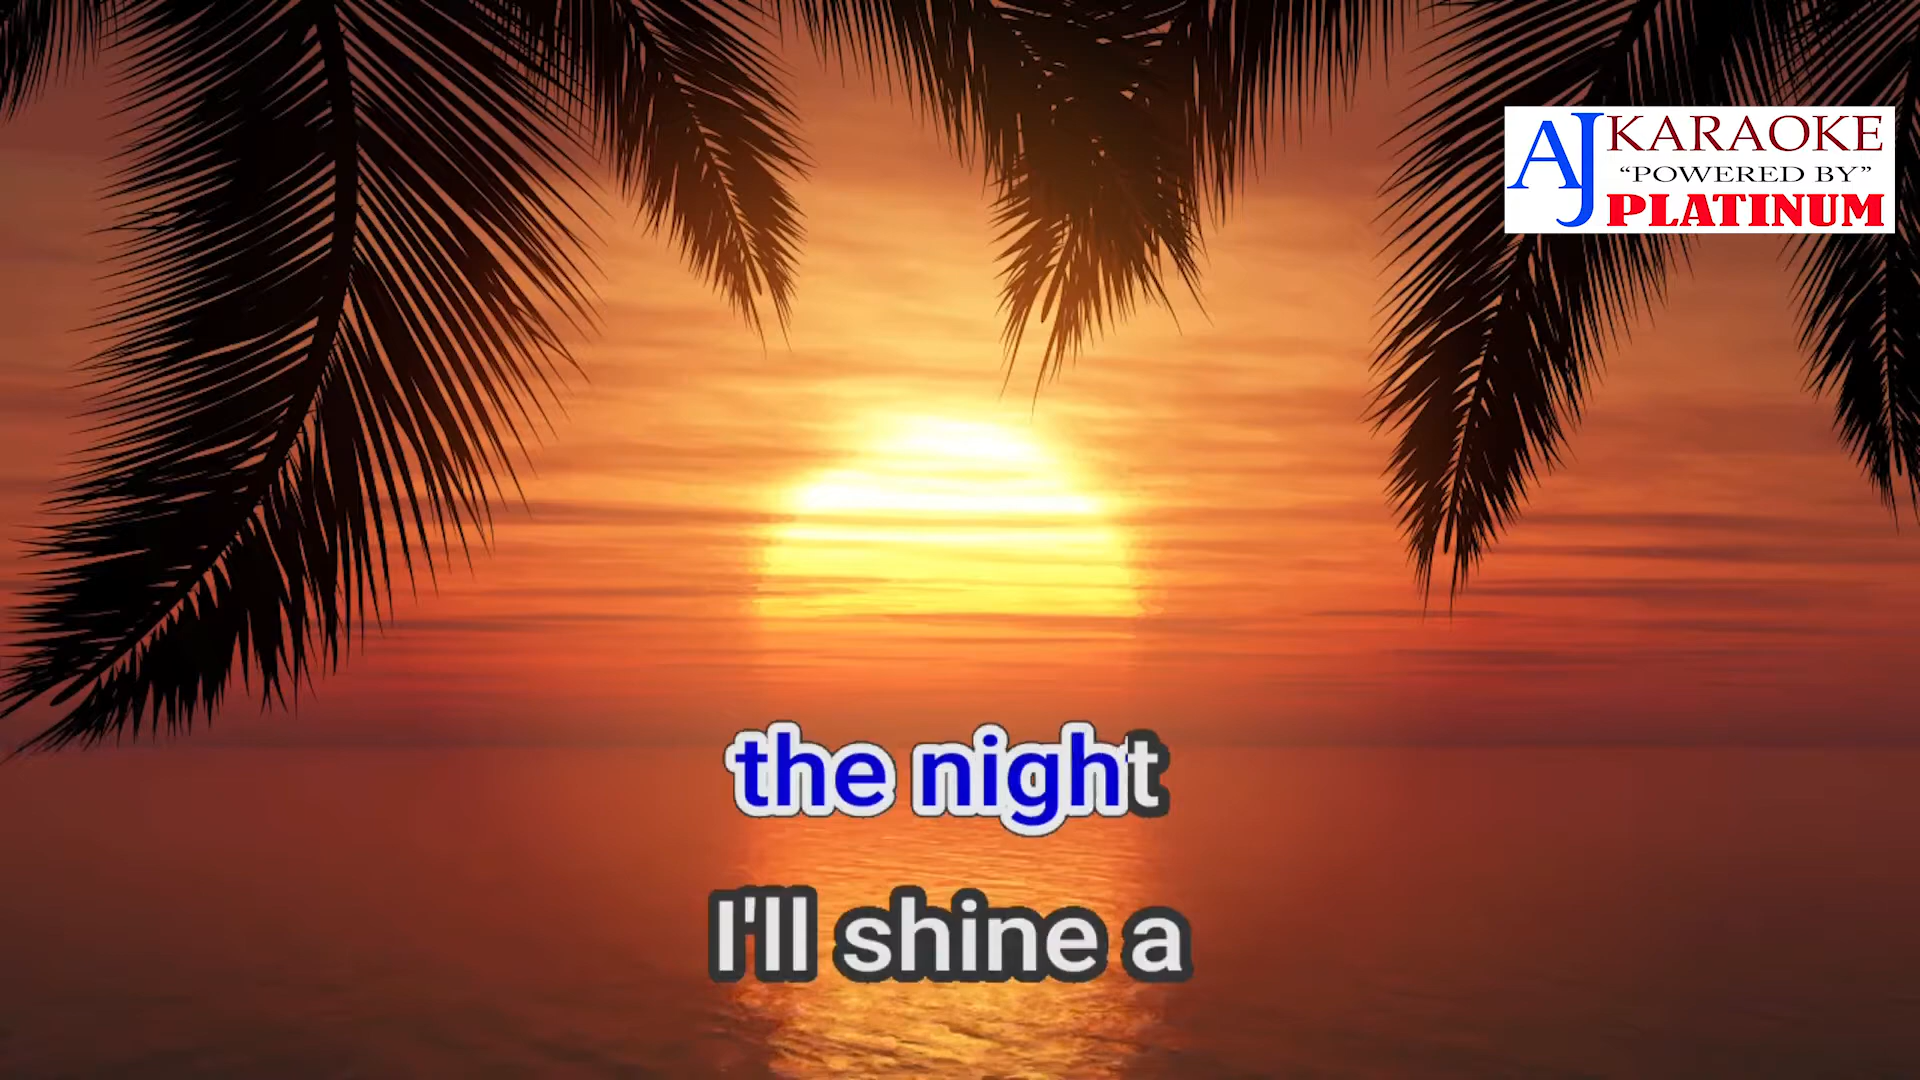 AJ KARAOKE
“POWERED BY”
PLATINUM
the night
I'll shine a